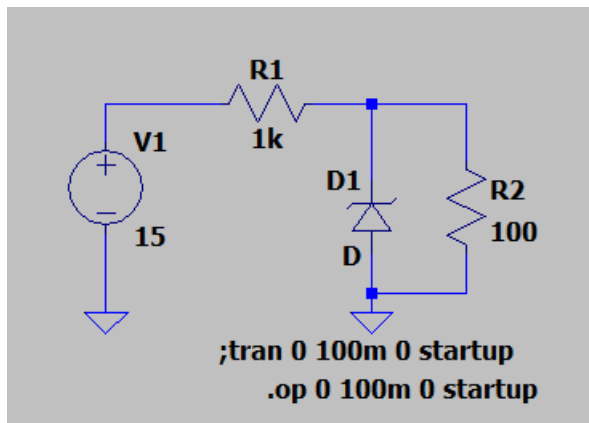 R1
1k
V1
15
D1
D
R2
100
;tran 0 100m 0 startup
.op 0 100m 0 startup